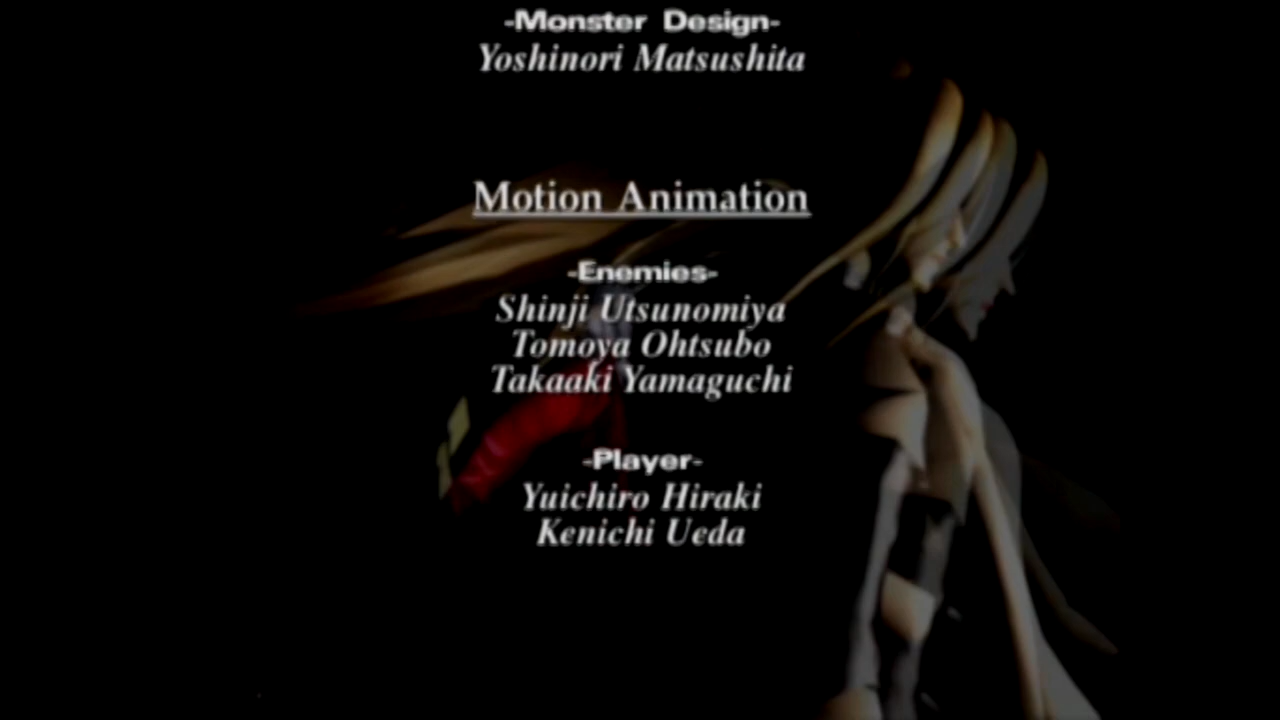 -Monster Design-
Yoshinori Matsushita
Motion Animation
-Enemies-
Shinji Utsunomiya
Tomoya Ohtsubo
Takaaki Yamaguchi
-Player-
Yuichiro Hiraki
Kenichi Ueda